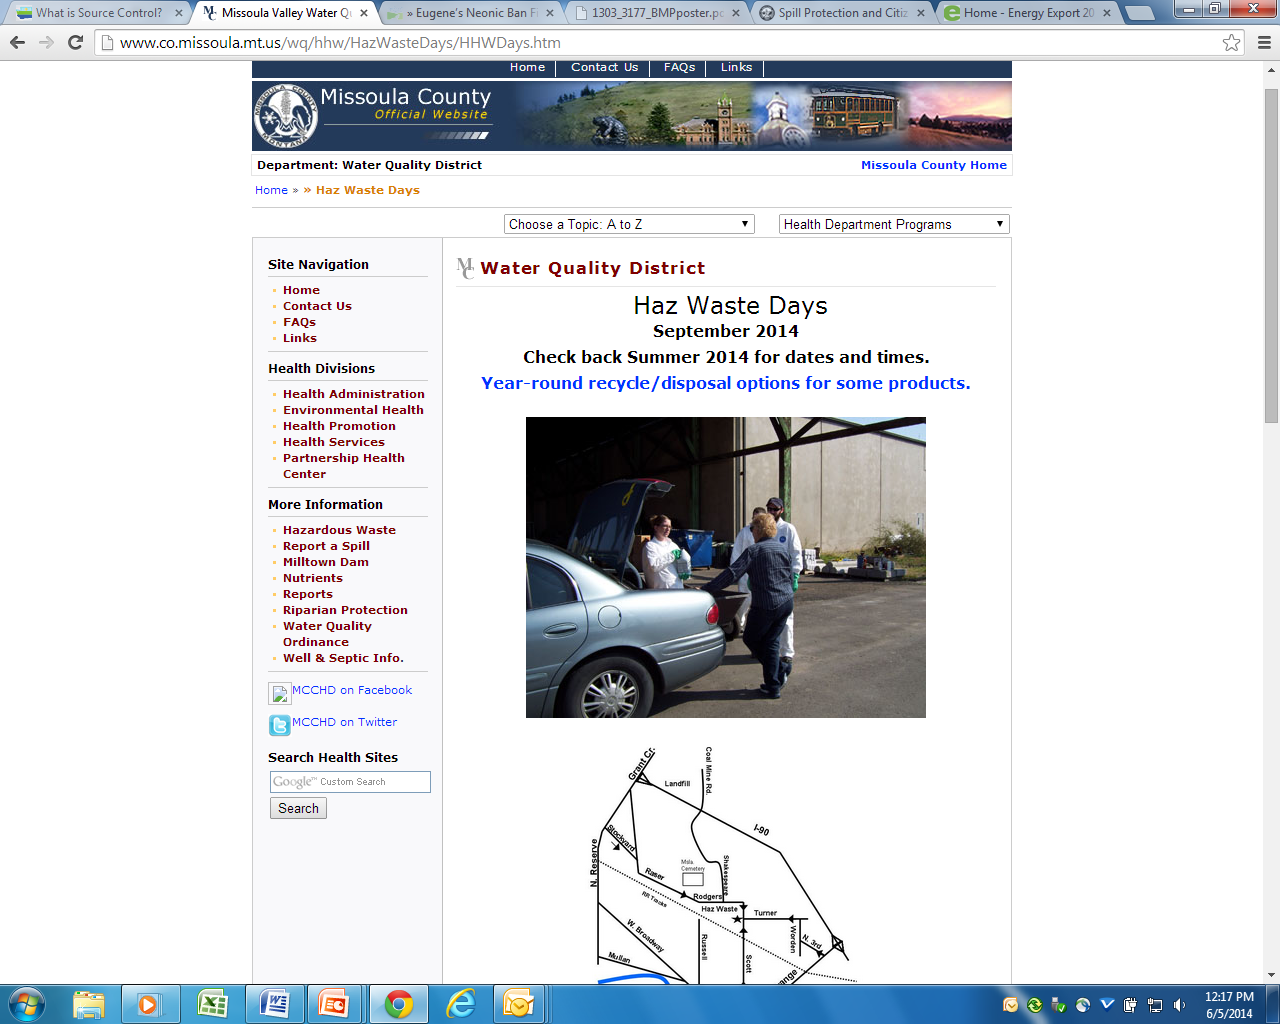 What is Source Control?
Missoula Valley Water Qu
» Eugene's Neonic Ban Fi
1303_3177_BMPposter.pd
Spill Protection and Citiz
Home - Energy Export 20
www.co.missoula.mt.us/wq/hhw/HazWasteDays/HHWDays.htm
Home
Contact Us
FAQs
Links
Missoula County
Official Website
Department: Water Quality District
Missoula County Home
Home » » Haz Waste Days
Choose a Topic: A to Z
Health Department Programs
Site Navigation
Home
Contact Us
FAQs
Links
Health Divisions
Health Administration
Environmental Health
Health Promotion
Health Services
Partnership Health
Center
More Information
Hazardous Waste
Report a Spill
Milltown Dam
Nutrients
Reports
Riparian Protection
Water Quality
Ordinance
Well & Septic Info.
MCCHD on Facebook
MCCHD on Twitter
Search Health Sites
Google™ Custom Search
Search
MC Water Quality District
Haz Waste Days
September 2014
Check back Summer 2014 for dates and times.
Year-round recycle/disposal options for some products.
Grant Cr.
Coal Mine Rd.
Landfill
I-90
Stockyard
N. Reserve
Msla.
Cemetery
Shakespeare
Raser
RR Tracks
Rodgers
Haz Waste
Turner
W. Broadway
Russell
Worden
N. 3rd
Mullan
Scott
ange
12:17 PM
6/5/2014